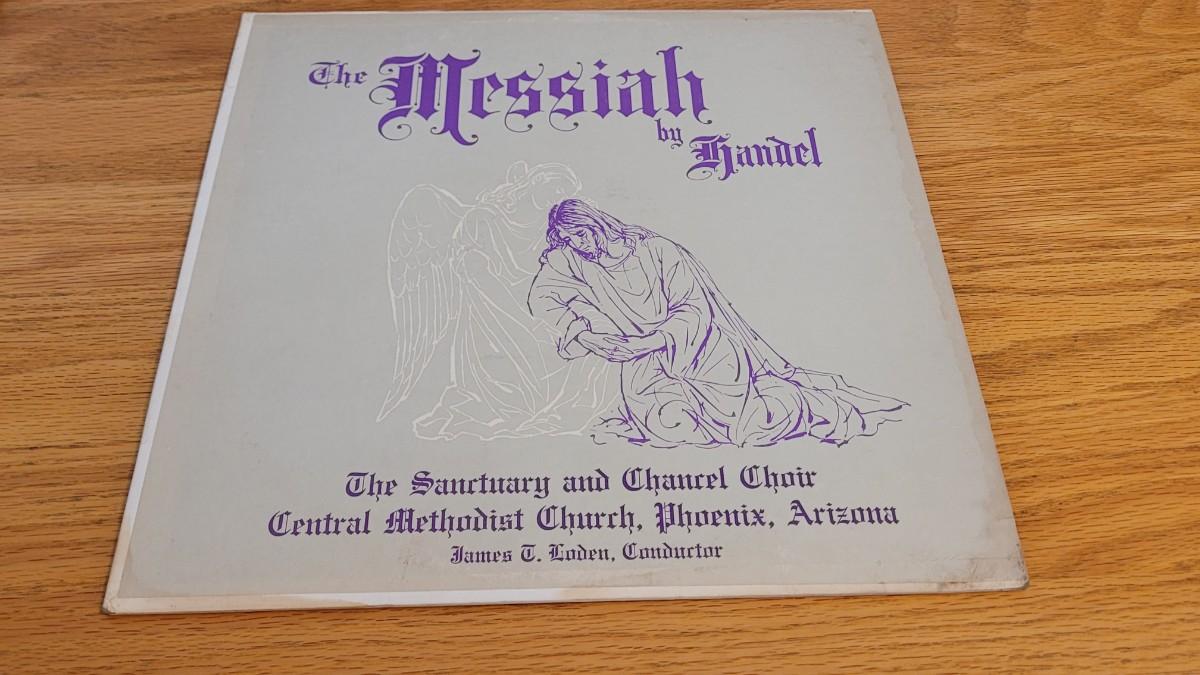 The Messiah
by Handel
The Sanctuary and Chancel Choir
Central Methodist Church, Phoenix, Arizona
James T. Loden, Conductor